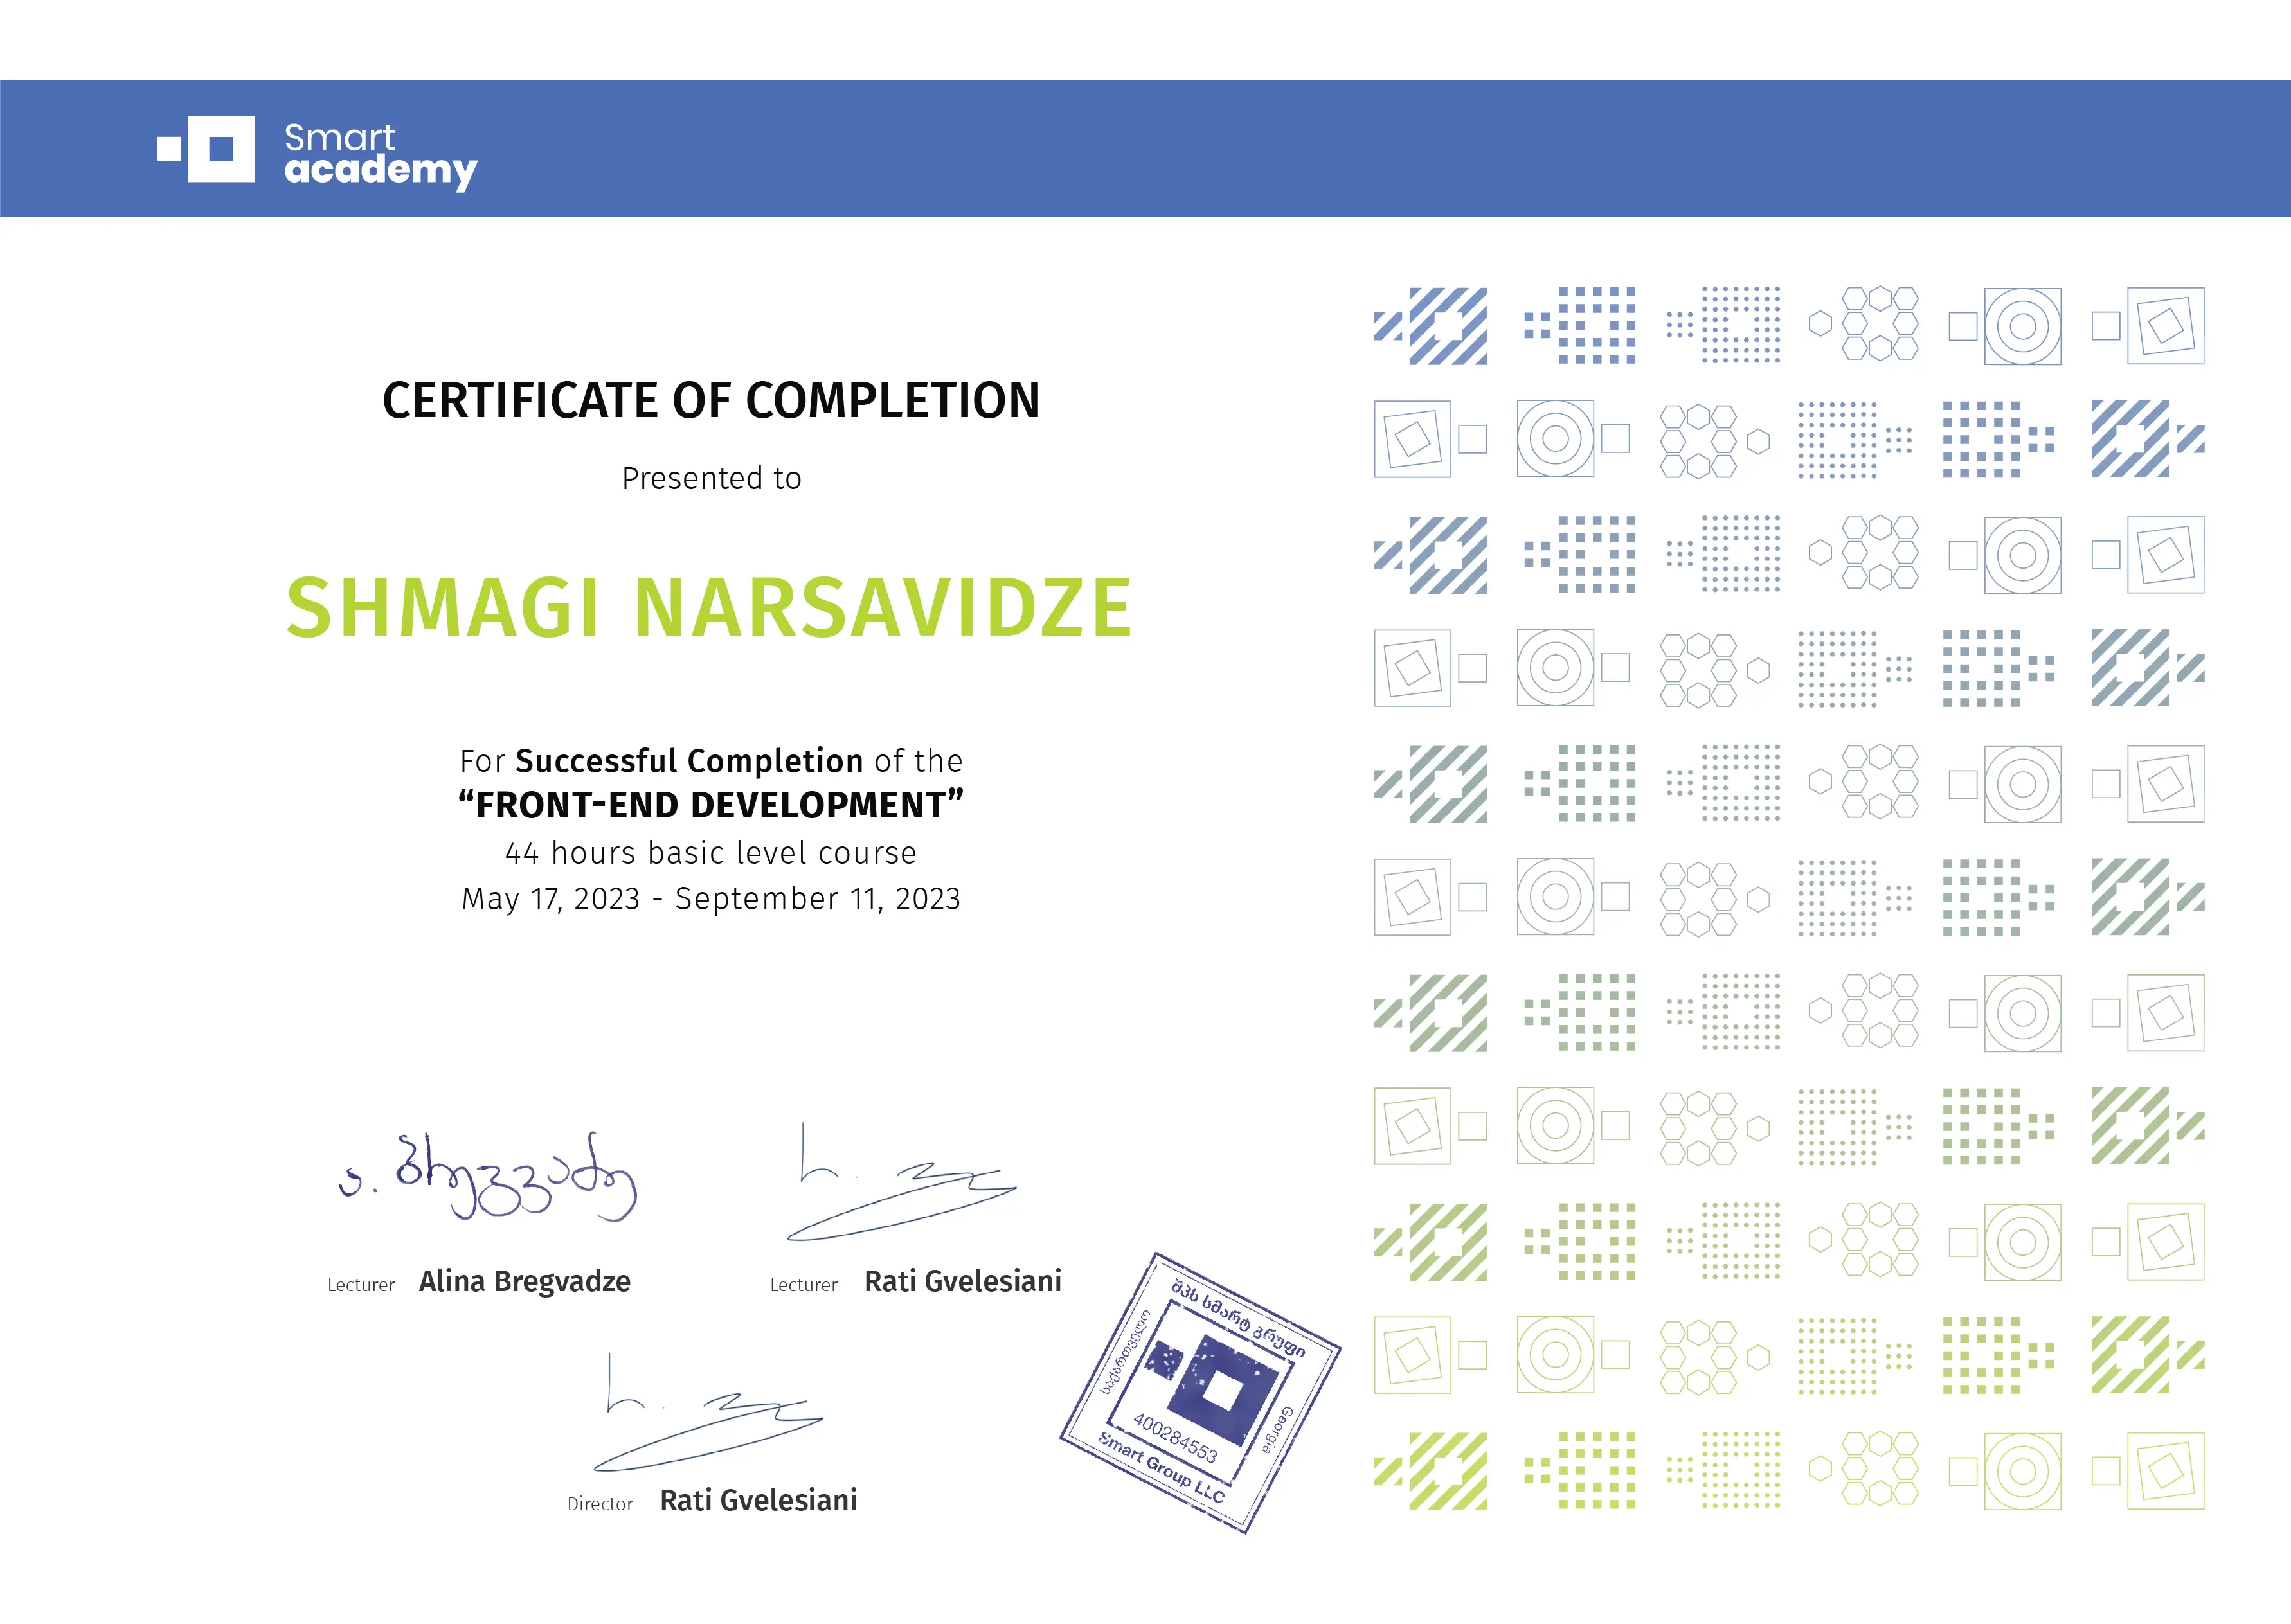 Smart
academy
CERTIFICATE OF COMPLETION
Presented to
SHMAGI NARSAVIDZE
For Successful Completion of the
“FRONT-END DEVELOPMENT”
44 hours basic level course
May 17, 2023 - September 11, 2023
ა. ბრეგვაძე
Lecturer Alina Bregvadze
Lecturer Rati Gvelesiani
Director Rati Gvelesiani
შპს სმარტ გრუფი
საქართველო
Georgia
400284553
Smart Group LLC